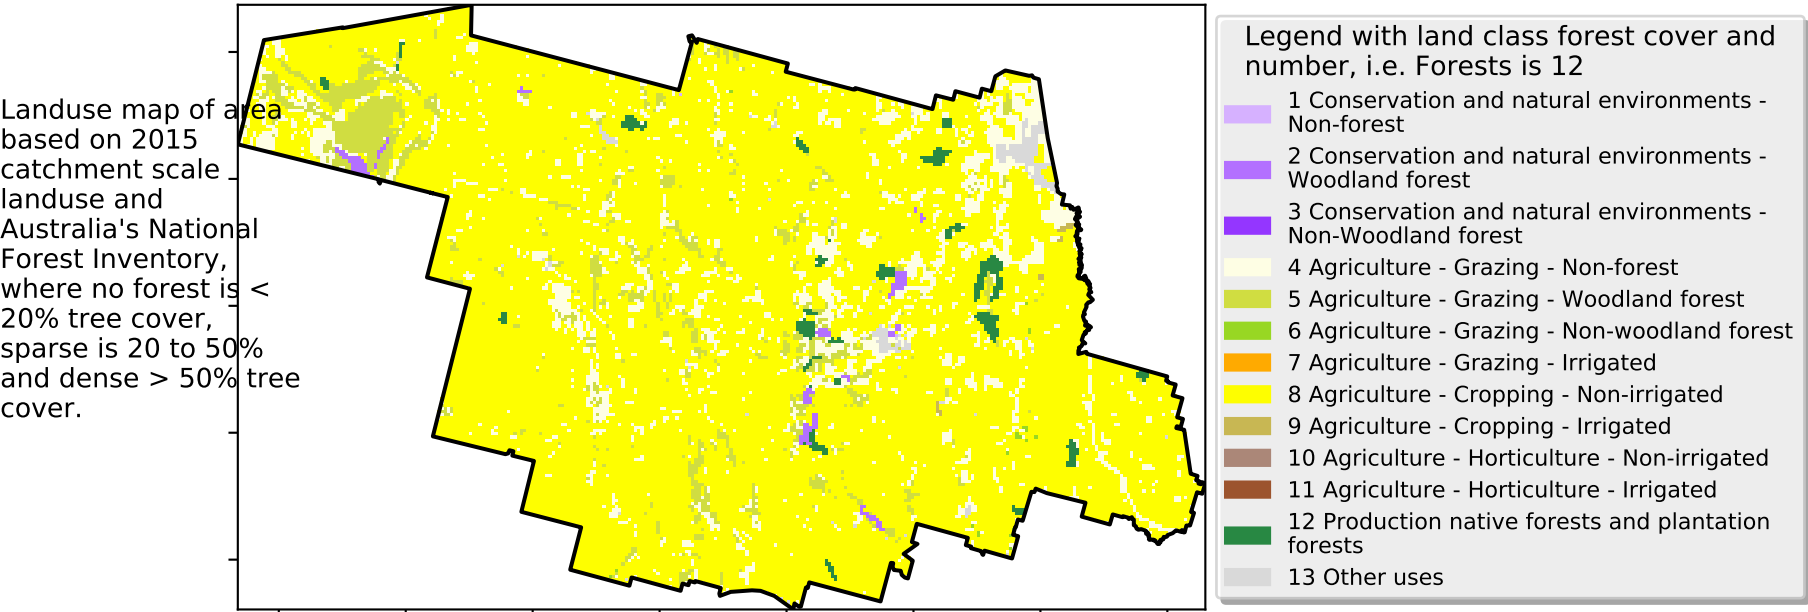 Landuse map of area
based on 2015
catchment scale
landuse and
Australia's National
Forest Inventory,
where no forest is <
20% tree cover,
sparse is 20 to 50%
and dense > 50% tree
cover.
Legend with land class forest cover and
number, i.e. Forests is 12
1 Conservation and natural environments -
Non-forest
2 Conservation and natural environments -
Woodland forest
3 Conservation and natural environments -
Non-Woodland forest
4 Agriculture - Grazing - Non-forest
5 Agriculture - Grazing - Woodland forest
6 Agriculture - Grazing - Non-woodland forest
7 Agriculture - Grazing - Irrigated
8 Agriculture - Cropping - Non-irrigated
9 Agriculture - Cropping - Irrigated
10 Agriculture - Horticulture - Non-irrigated
11 Agriculture - Horticulture - Irrigated
12 Production native forests and plantation
forests
13 Other uses